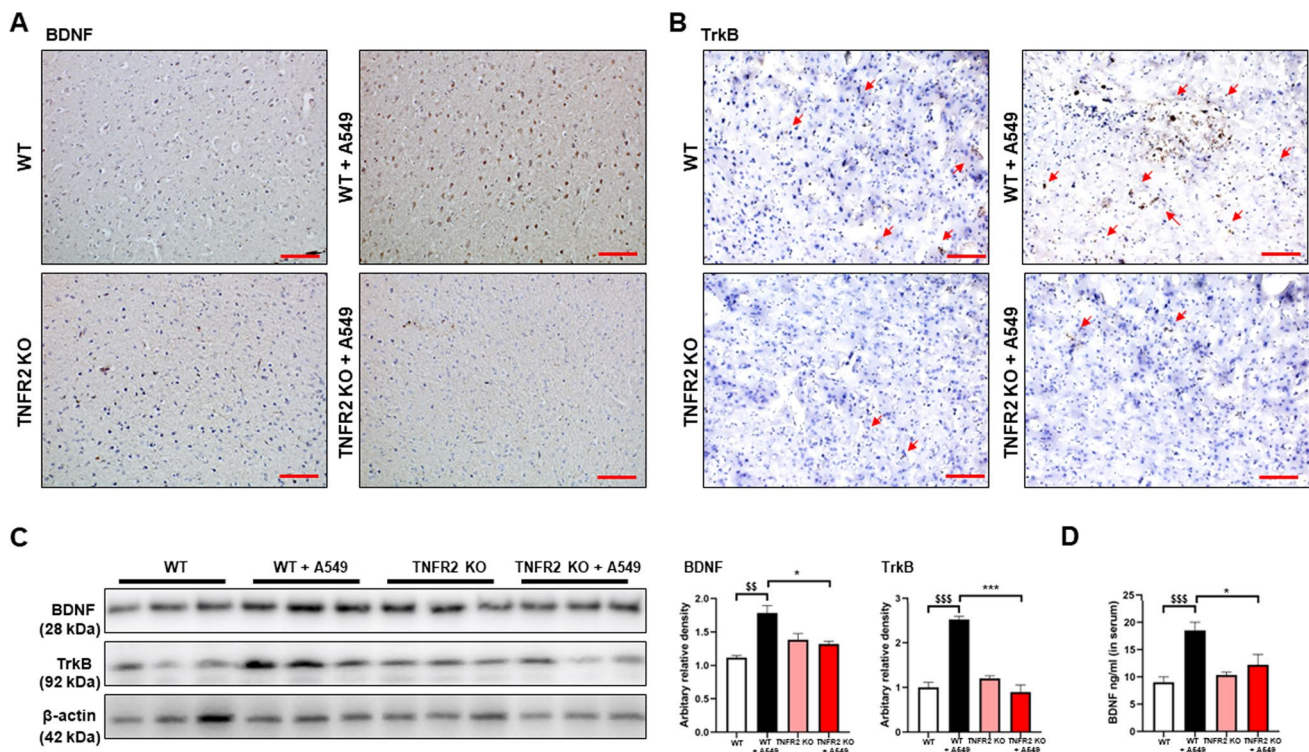 A
BDNF
WT
WT + A549
TNFR2 KO
TNFR2 KO + A549
B
TrkB
WT
WT + A549
TNFR2 KO
TNFR2 KO + A549
C
WT
WT + A549
TNFR2 KO
TNFR2 KO + A549
BDNF
(28 kDa)
TrkB
(92 kDa)
β-actin
(42 kDa)
BDNF
Arbitary relative density
2.0
1.5
1.0
0.5
0.0
$$
*
WT
WT
+ A549
TNFR2 KO
TNFR2 KO
+ A549
TrkB
Arbitary relative density
3
2
1
0
$$$
***
WT
WT
+ A549
TNFR2 KO
TNFR2 KO
+ A549
D
BDNF ng/ml (in serum)
25
20
15
10
5
0
$$$
*
WT
WT
+ A549
TNFR2 KO
TNFR2 KO
+ A549